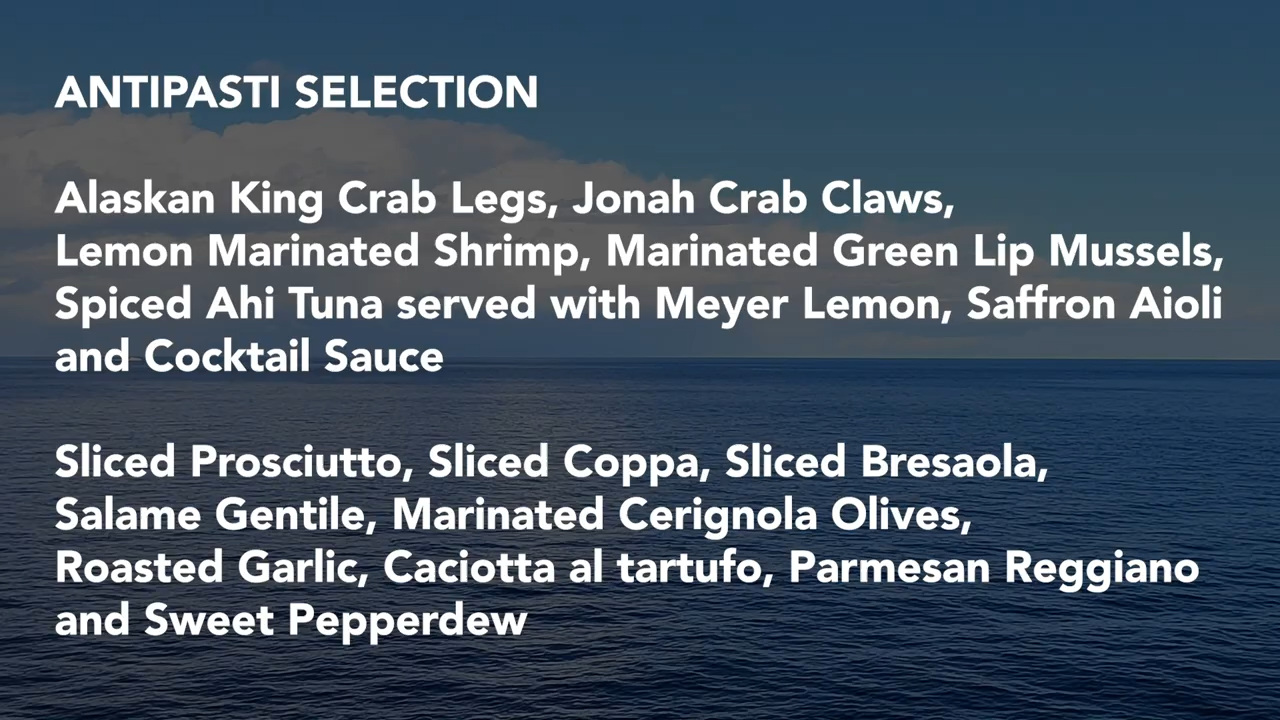 ANTIPASTI SELECTION
Alaskan King Crab Legs, Jonah Crab Claws,
Lemon Marinated Shrimp, Marinated Green Lip Mussels,
Spiced Ahi Tuna served with Meyer Lemon, Saffron Aioli
and Cocktail Sauce
Sliced Prosciutto, Sliced Coppa, Sliced Bresaola,
Salame Gentile, Marinated Cerignola Olives,
Roasted Garlic, Caciotta al tartufo, Parmesan Reggiano
and Sweet Pepperdew